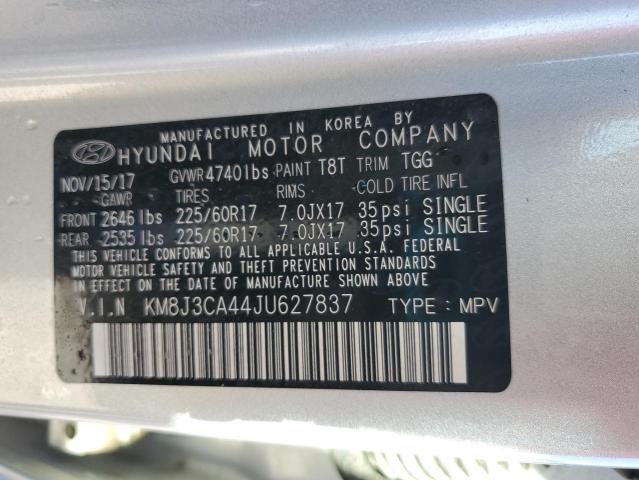 MANUFACTURED IN KOREA BY
HYUNDAI MOTOR COMPANY
NOV/15/17 GVWR 4740lbs PAINT T8T TRIM TGG
GAWR TIRES RIMS COLD TIRE INFL
FRONT 2646 lbs 225/60R17 7.0JX17 35psi SINGLE
REAR 2535 lbs 225/60R17 7.0JX17 35psi SINGLE
THIS VEHICLE CONFORMS TO ALL APPLICABLE U.S.A. FEDERAL
MOTOR VEHICLE SAFETY AND THEFT PREVENTION STANDARDS
IN EFFECT ON THE DATE OF MANUFACTURE SHOWN ABOVE
V.I.N KM8J3CA44JU627837 TYPE : MPV